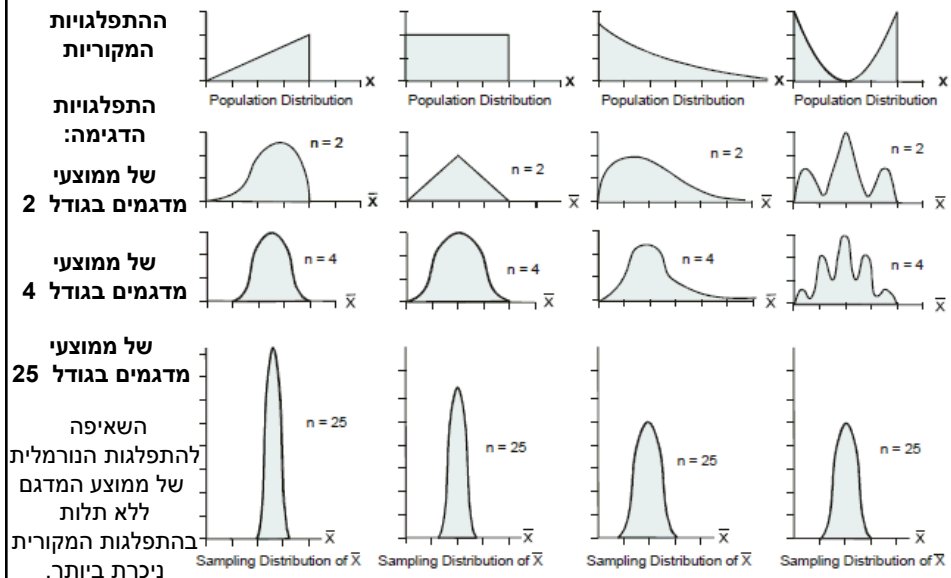 ההתפלגויות
המקוריות
x x x x
Population Distribution Population Distribution Population Distribution Population Distribution
התפלגויות
הדגימה:
של ממוצעי
מדגמים בגודל 2
n = 2 n = 2 n = 2 n = 2
X̅ X̅ X̅ X̅
של ממוצעי
מדגמים בגודל 4
n = 4 n = 4 n = 4 n = 4
X̅ X̅ X̅ X̅
של ממוצעי
מדגמים בגודל 25
n = 25 n = 25 n = 25 n = 25
X̅ X̅ X̅ X̅
Sampling Distribution of X̅ Sampling Distribution of X̅ Sampling Distribution of X̅ Sampling Distribution of X̅
השאיפה
להתפלגות הנורמלית
של ממוצע המדגם
ללא תלות
בהתפלגות המקורית
ניכרת ביותר.